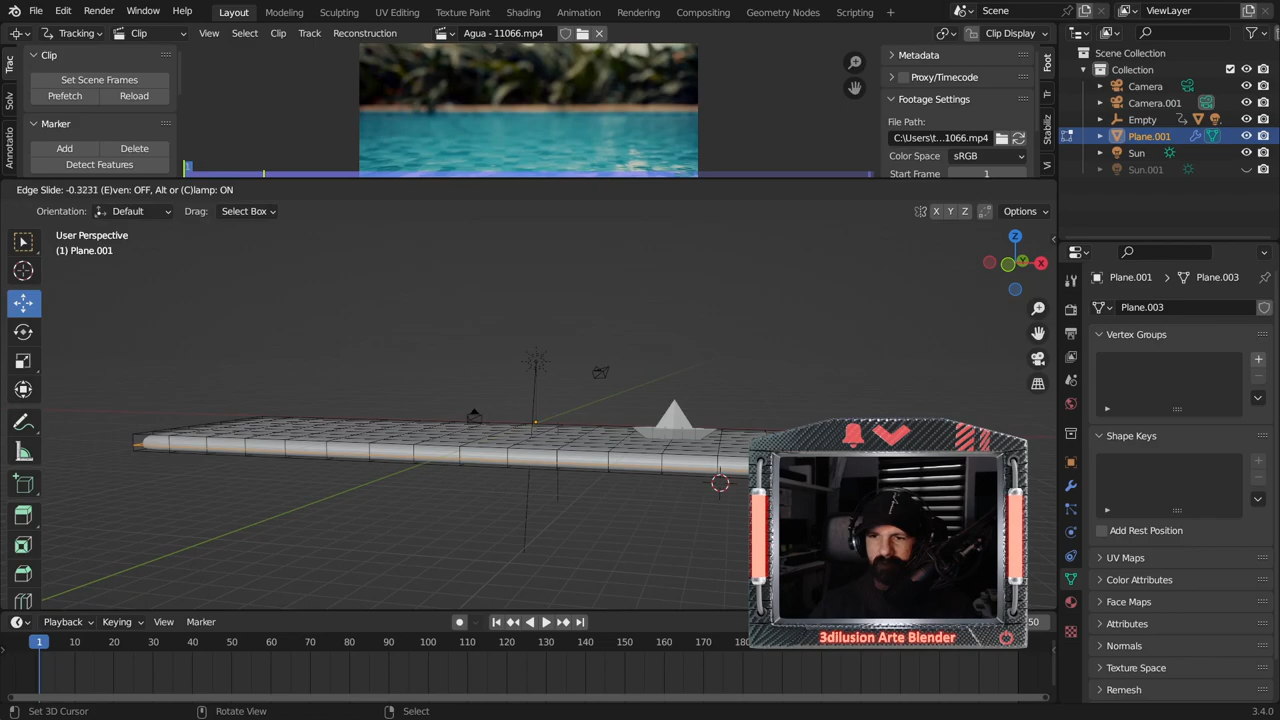 File Edit Render Window Help Layout Modeling Sculpting UV Editing Texture Paint Shading Animation Rendering Compositing Geometry Nodes Scripting + Scene ViewLayer
Tracking Clip View Select Clip Track Reconstruction Agua - 11066.mp4 Clip Display
Scene Collection
Collection
Camera
Camera.001
Empty
Plane.001
Sun
Sun.001
Trac
Solv
Annotatio
Clip
Set Scene Frames
Prefetch Reload
Marker
Add Delete
Detect Features
Metadata
Proxy/Timecode
Footage Settings
File Path:
C:\Users\t...1066.mp4
Color Space sRGB
Start Frame 1
Foot
Tr
Stabiliz
VI
Edge Slide: -0.3231 (E)ven: OFF, Alt or (C)lamp: ON
Orientation: Default Drag: Select Box X Y Z Options
User Perspective
(1) Plane.001
Z
Y
X
Plane.001 Plane.003
Plane.003
Vertex Groups
Shape Keys
Add Rest Position
UV Maps
Color Attributes
Face Maps
Attributes
Normals
Texture Space
Remesh
3dilusion Arte Blender
Playback Keying View Marker 50
1 10 20 30 40 50 60 70 80 90 100 110 120 130 140 150 160 170 180
Set 3D Cursor Rotate View Select 3.4.0